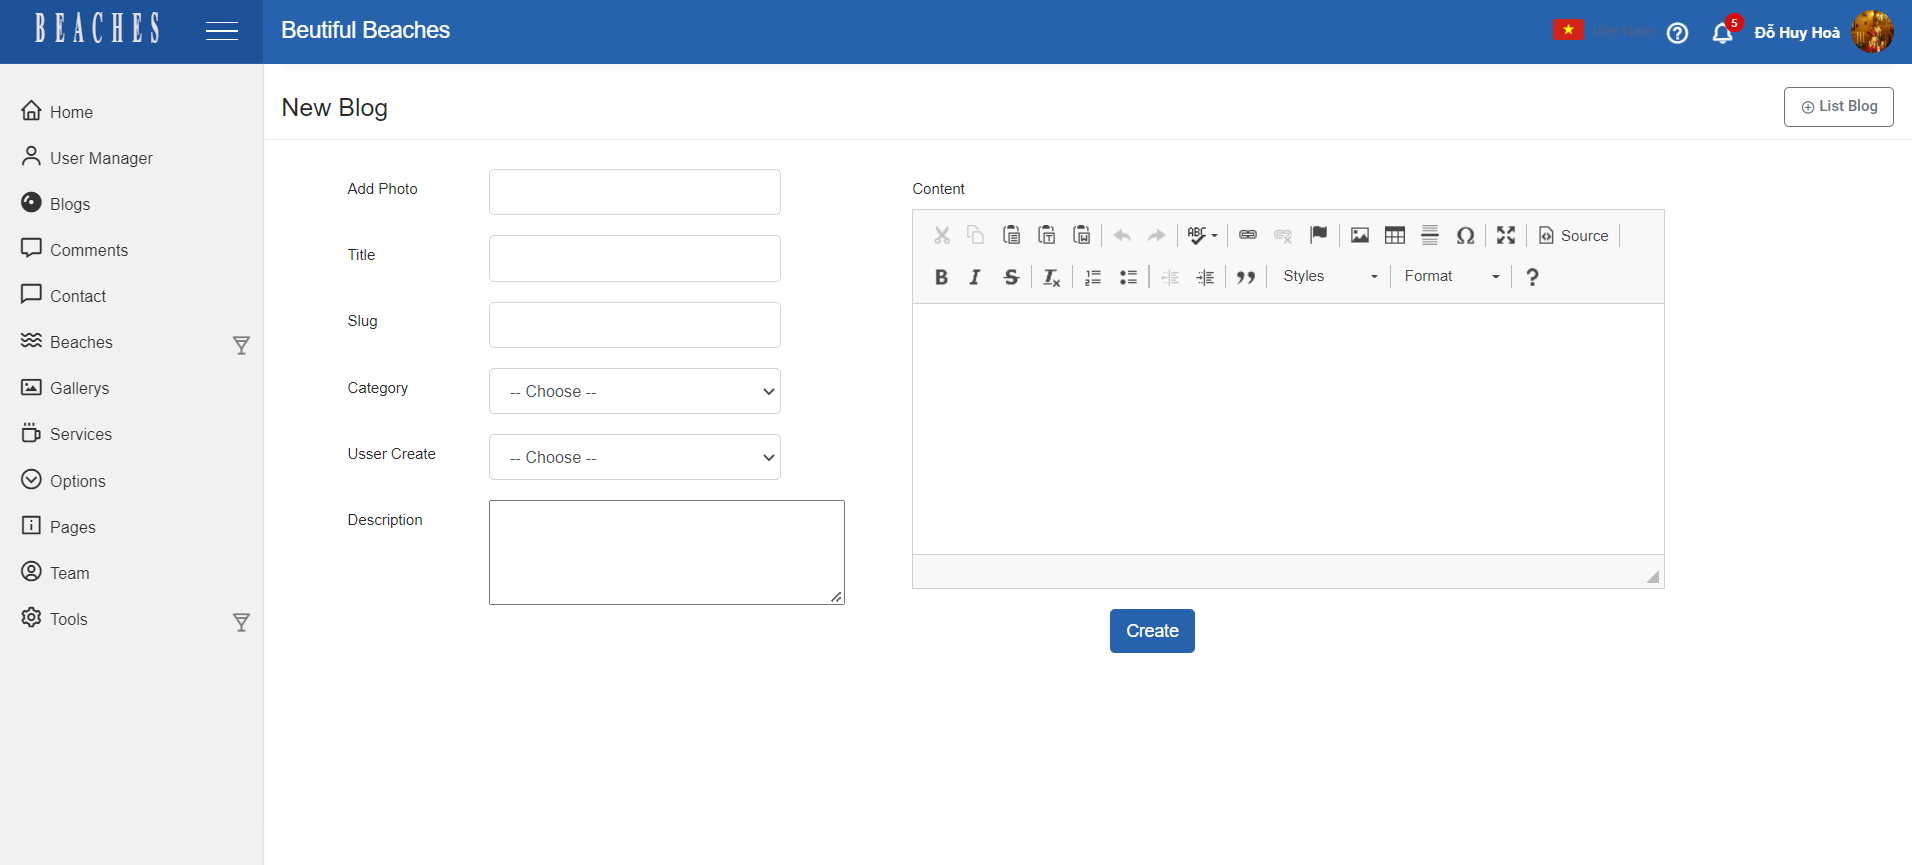 BEACHES
Beutiful Beaches
Việt Nam
5
Đỗ Huy Hoà
Home
User Manager
Blogs
Comments
Contact
Beaches
Gallerys
Services
Options
Pages
Team
Tools
New Blog
List Blog
Add Photo
Title
Slug
Category
-- Choose --
Usser Create
-- Choose --
Description
Content
ABC
Source
B I S Tx
Styles
Format
?
Create